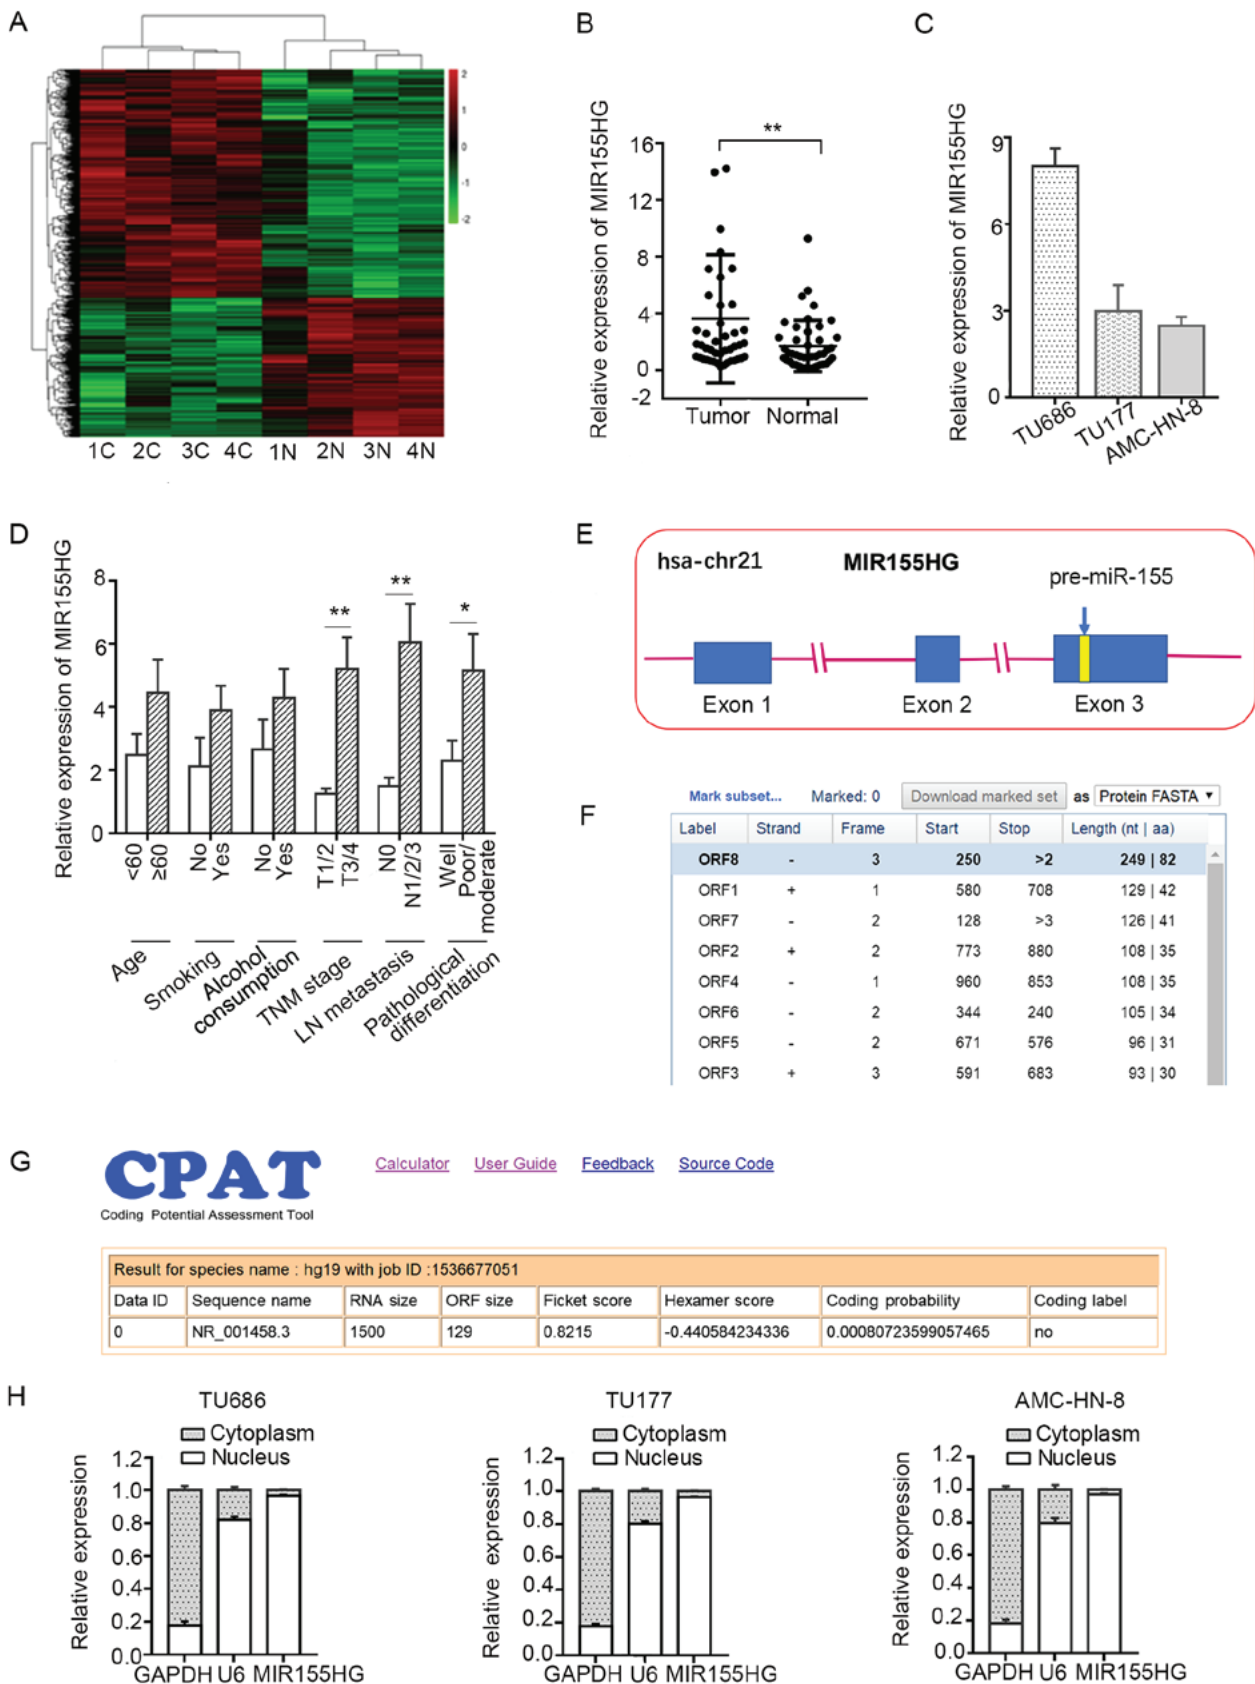 A
2
1
0
-1
-2
1C 2C 3C 4C 1N 2N 3N 4N
B
Relative expression of MIR155HG
16
12
8
4
0
-2
**
Tumor Normal
C
Relative expression of MIR155HG
9
6
3
0
TU686
TU177
AMC-HN-8
D
Relative expression of MIR155HG
8
6
4
2
0
**
**
*
<60
≥60
No
Yes
No
Yes
T1/2
T3/4
N0
N1/2/3
Well
Poor/
moderate
Age
Smoking
Alcohol
consumption
TNM stage
LN metastasis
Pathological
differentiation
E
hsa-chr21 MIR155HG
pre-miR-155
Exon 1 Exon 2 Exon 3
F
Mark subset... Marked: 0 Download marked set as Protein FASTA ▼
Label Strand Frame Start Stop Length (nt | aa)
ORF8 - 3 250 >2 249 | 82
ORF1 + 1 580 708 129 | 42
ORF7 - 2 128 >3 126 | 41
ORF2 + 2 773 880 108 | 35
ORF4 - 1 960 853 108 | 35
ORF6 - 2 344 240 105 | 34
ORF5 - 2 671 576 96 | 31
ORF3 + 3 591 683 93 | 30
G
CPAT
Coding Potential Assessment Tool
Calculator User Guide Feedback Source Code
Result for species name : hg19 with job ID :1536677051
Data ID Sequence name RNA size ORF size Ficket score Hexamer score Coding probability Coding label
0 NR_001458.3 1500 129 0.8215 -0.440584234336 0.00080723599057465 no
H
TU686
Cytoplasm
Nucleus
Relative expression
1.2
1.0
0.8
0.6
0.4
0.2
0.0
GAPDH U6 MIR155HG
TU177
Cytoplasm
Nucleus
Relative expression
1.2
1.0
0.8
0.6
0.4
0.2
0.0
GAPDH U6 MIR155HG
AMC-HN-8
Cytoplasm
Nucleus
Relative expression
1.2
1.0
0.8
0.6
0.4
0.2
0.0
GAPDH U6 MIR155HG